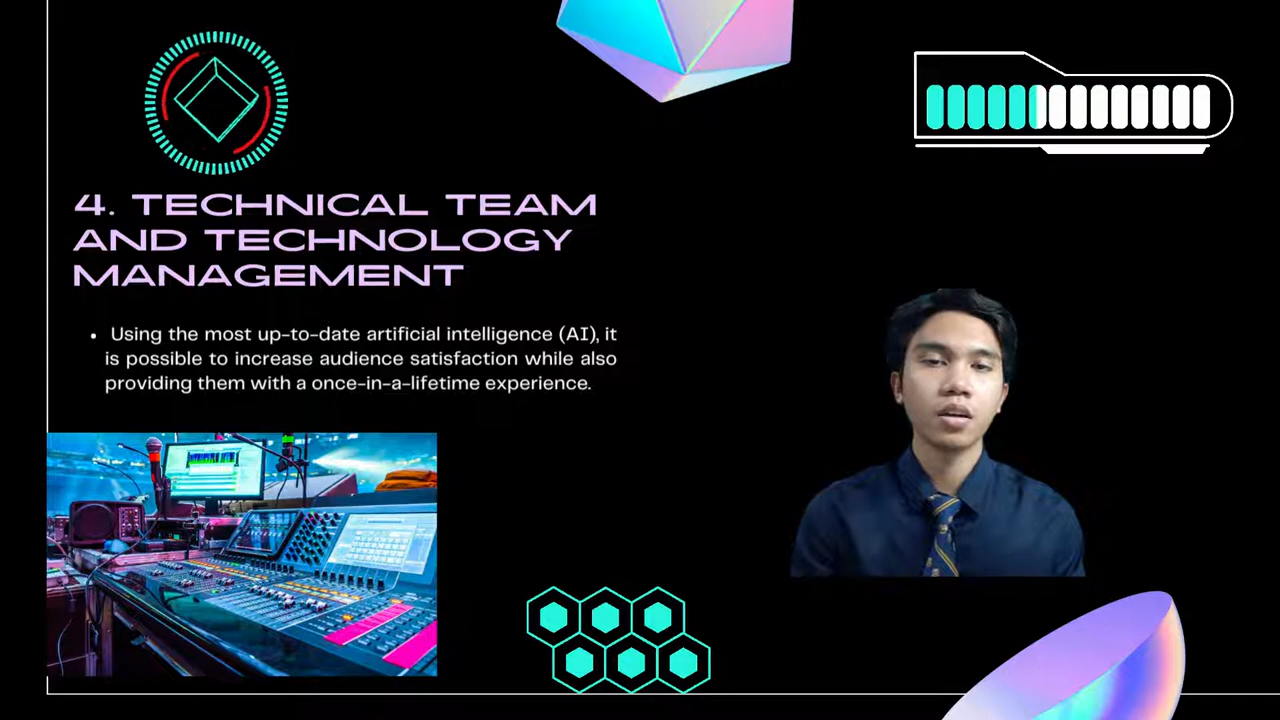 4. TECHNICAL TEAM
AND TECHNOLOGY
MANAGEMENT
• Using the most up-to-date artificial intelligence (AI), it
is possible to increase audience satisfaction while also
providing them with a once-in-a-lifetime experience.